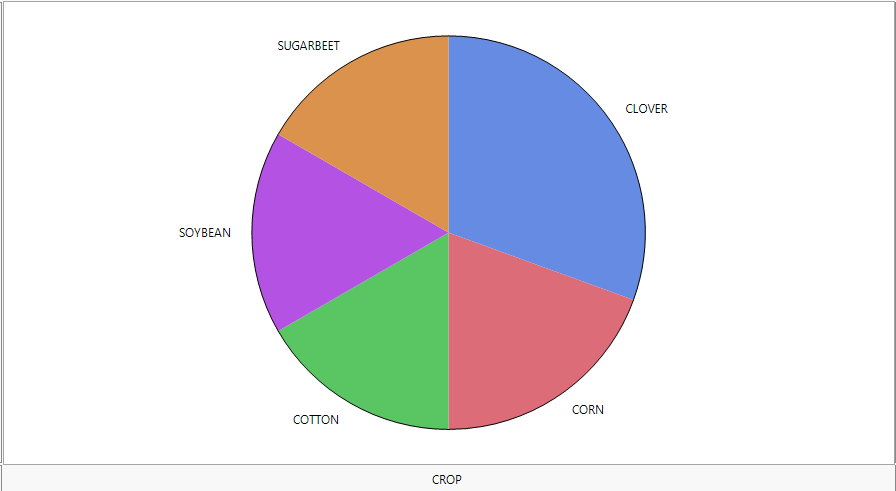 SUGARBEET
CLOVER
SOYBEAN
CORN
COTTON
CROP